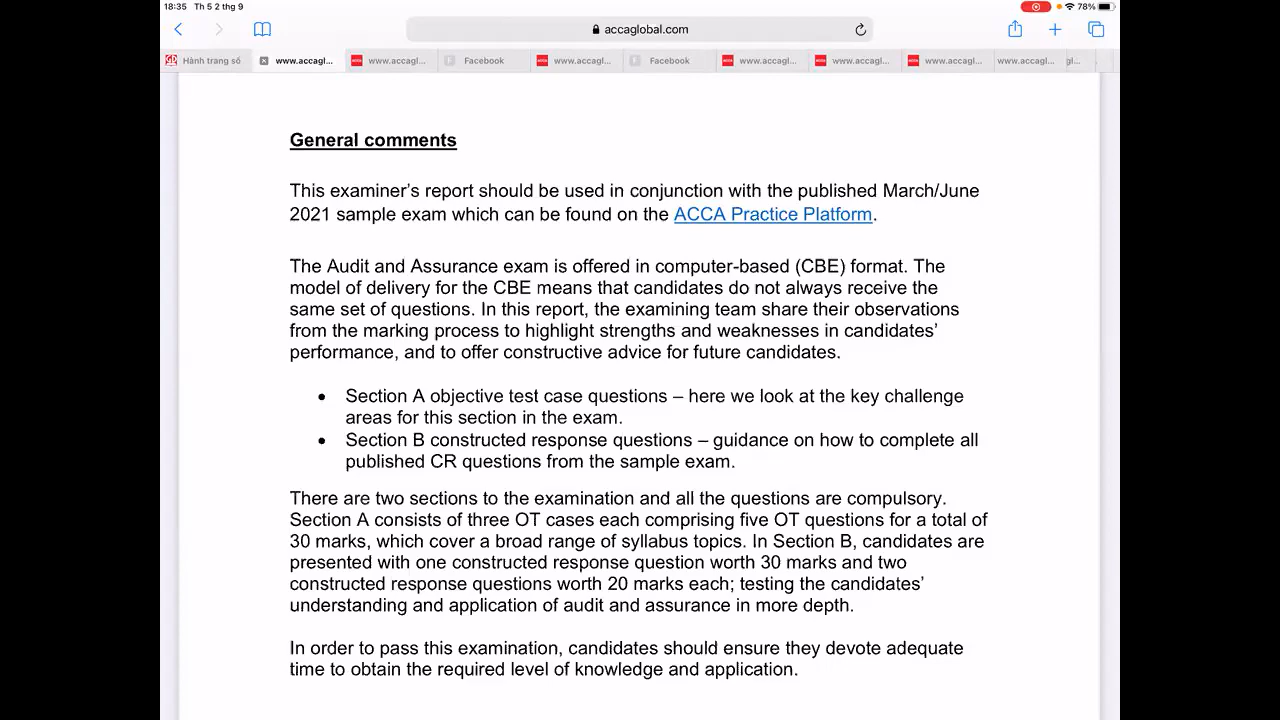 18:35 Th 5 2 thg 9 78%
accaglobal.com
Hành trang số www.accagl... www.accagl... Facebook www.accagl... Facebook www.accagl... www.accagl... www.accagl... www.accagl... gl...
General comments
This examiner's report should be used in conjunction with the published March/June
2021 sample exam which can be found on the ACCA Practice Platform.
The Audit and Assurance exam is offered in computer-based (CBE) format. The
model of delivery for the CBE means that candidates do not always receive the
same set of questions. In this report, the examining team share their observations
from the marking process to highlight strengths and weaknesses in candidates'
performance, and to offer constructive advice for future candidates.
• Section A objective test case questions – here we look at the key challenge
areas for this section in the exam.
• Section B constructed response questions – guidance on how to complete all
published CR questions from the sample exam.
There are two sections to the examination and all the questions are compulsory.
Section A consists of three OT cases each comprising five OT questions for a total of
30 marks, which cover a broad range of syllabus topics. In Section B, candidates are
presented with one constructed response question worth 30 marks and two
constructed response questions worth 20 marks each; testing the candidates'
understanding and application of audit and assurance in more depth.
In order to pass this examination, candidates should ensure they devote adequate
time to obtain the required level of knowledge and application.